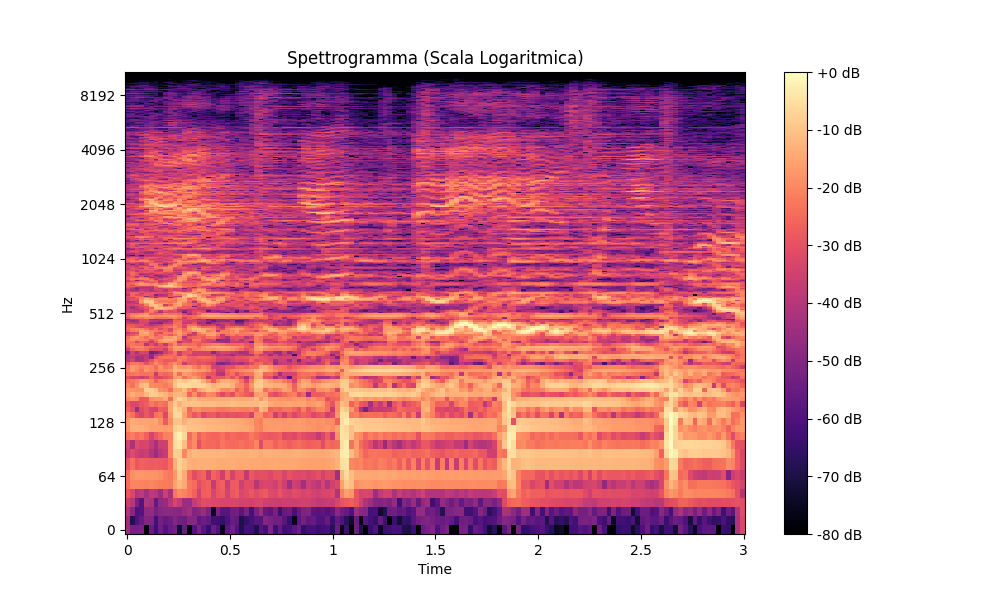 Spettrogramma (Scala Logaritmica)
Hz
8192
4096
2048
1024
512
256
128
64
0
0 0.5 1 1.5 2 2.5 3
Time
+0 dB
-10 dB
-20 dB
-30 dB
-40 dB
-50 dB
-60 dB
-70 dB
-80 dB